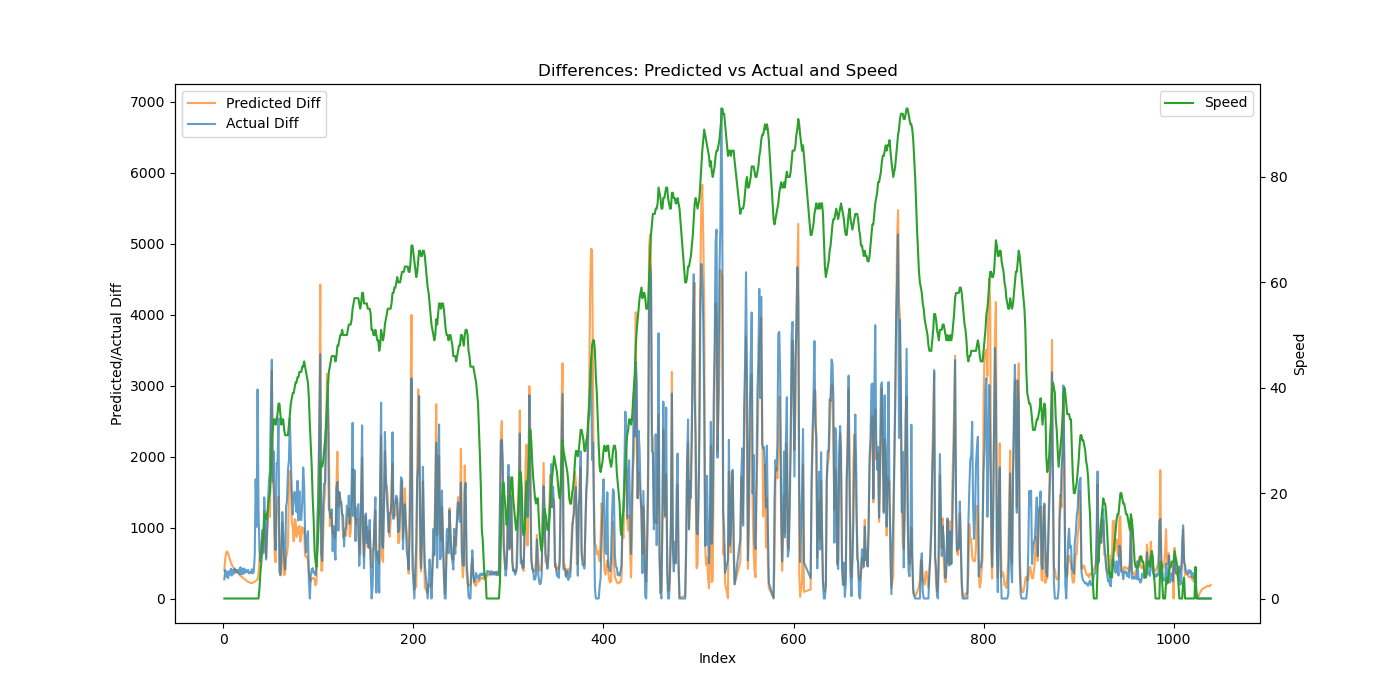 Differences: Predicted vs Actual and Speed
Predicted Diff
Actual Diff
Speed
7000
6000
5000
4000
3000
2000
1000
0
Predicted/Actual Diff
80
60
40
20
0
Speed
0
200
400
600
800
1000
Index